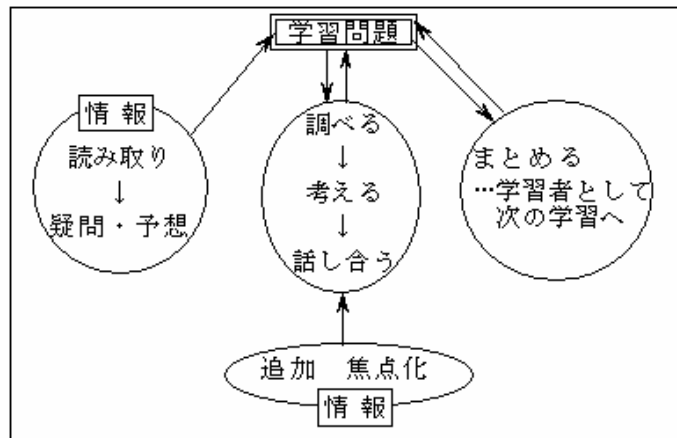 学習問題
情報
読み取り
↓
疑問・予想
調べる
↓
考える
↓
話し合う
まとめる
…学習者として
次の学習へ
追加 焦点化
情報